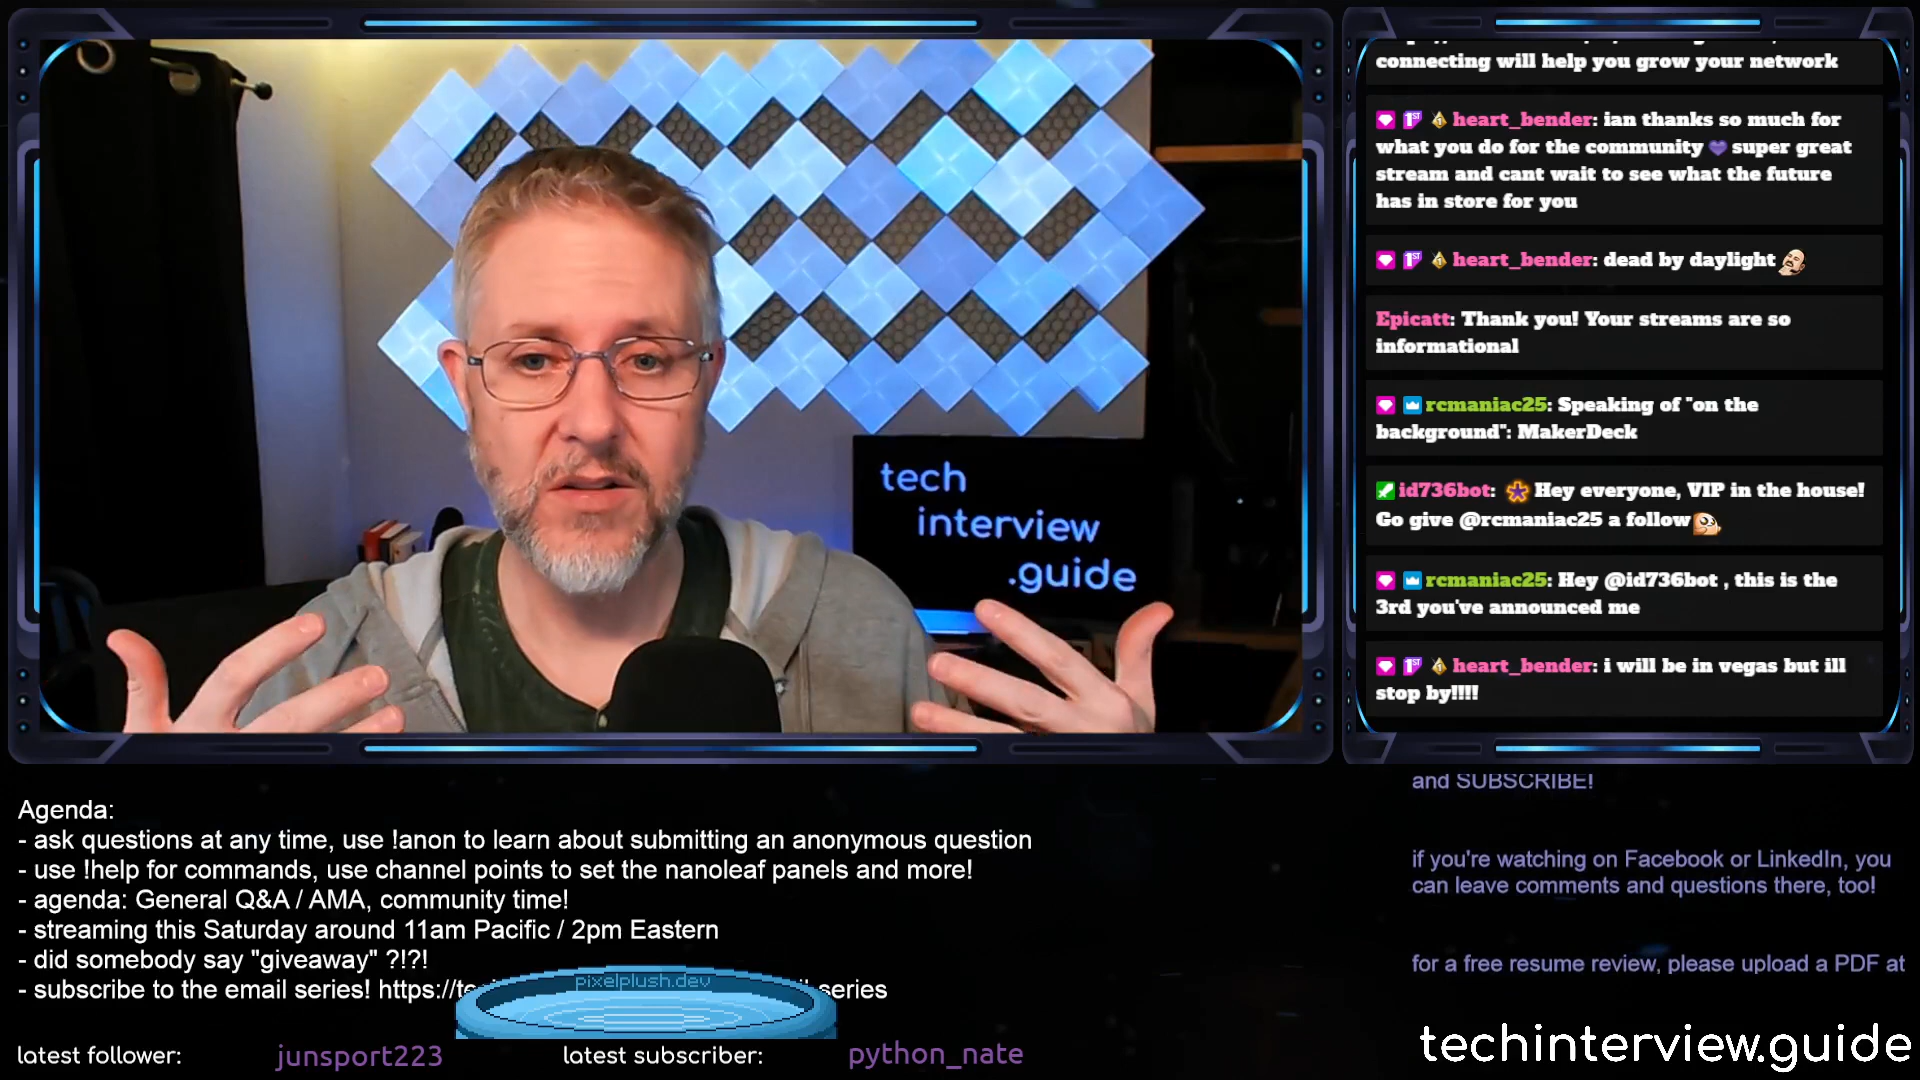 connecting will help you grow your network
heart_bender: ian thanks so much for
what you do for the community 💜 super great
stream and cant wait to see what the future
has in store for you
heart_bender: dead by daylight
Epicatt: Thank you! Your streams are so
informational
rcmaniac25: Speaking of "on the
background": MakerDeck
id736bot: Hey everyone, VIP in the house!
Go give @rcmaniac25 a follow
rcmaniac25: Hey @id736bot , this is the
3rd you've announced me
heart_bender: i will be in vegas but ill
stop by!!!!
tech
interview
.guide
Agenda:
- ask questions at any time, use !anon to learn about submitting an anonymous question
- use !help for commands, use channel points to set the nanoleaf panels and more!
- agenda: General Q&A / AMA, community time!
- streaming this Saturday around 11am Pacific / 2pm Eastern
- did somebody say "giveaway" ?!?!
- subscribe to the email series! https://te series
pixelplush.dev
latest follower: junsport223 latest subscriber: python_nate
and SUBSCRIBE!
if you're watching on Facebook or LinkedIn, you
can leave comments and questions there, too!
for a free resume review, please upload a PDF at
techinterview.guide